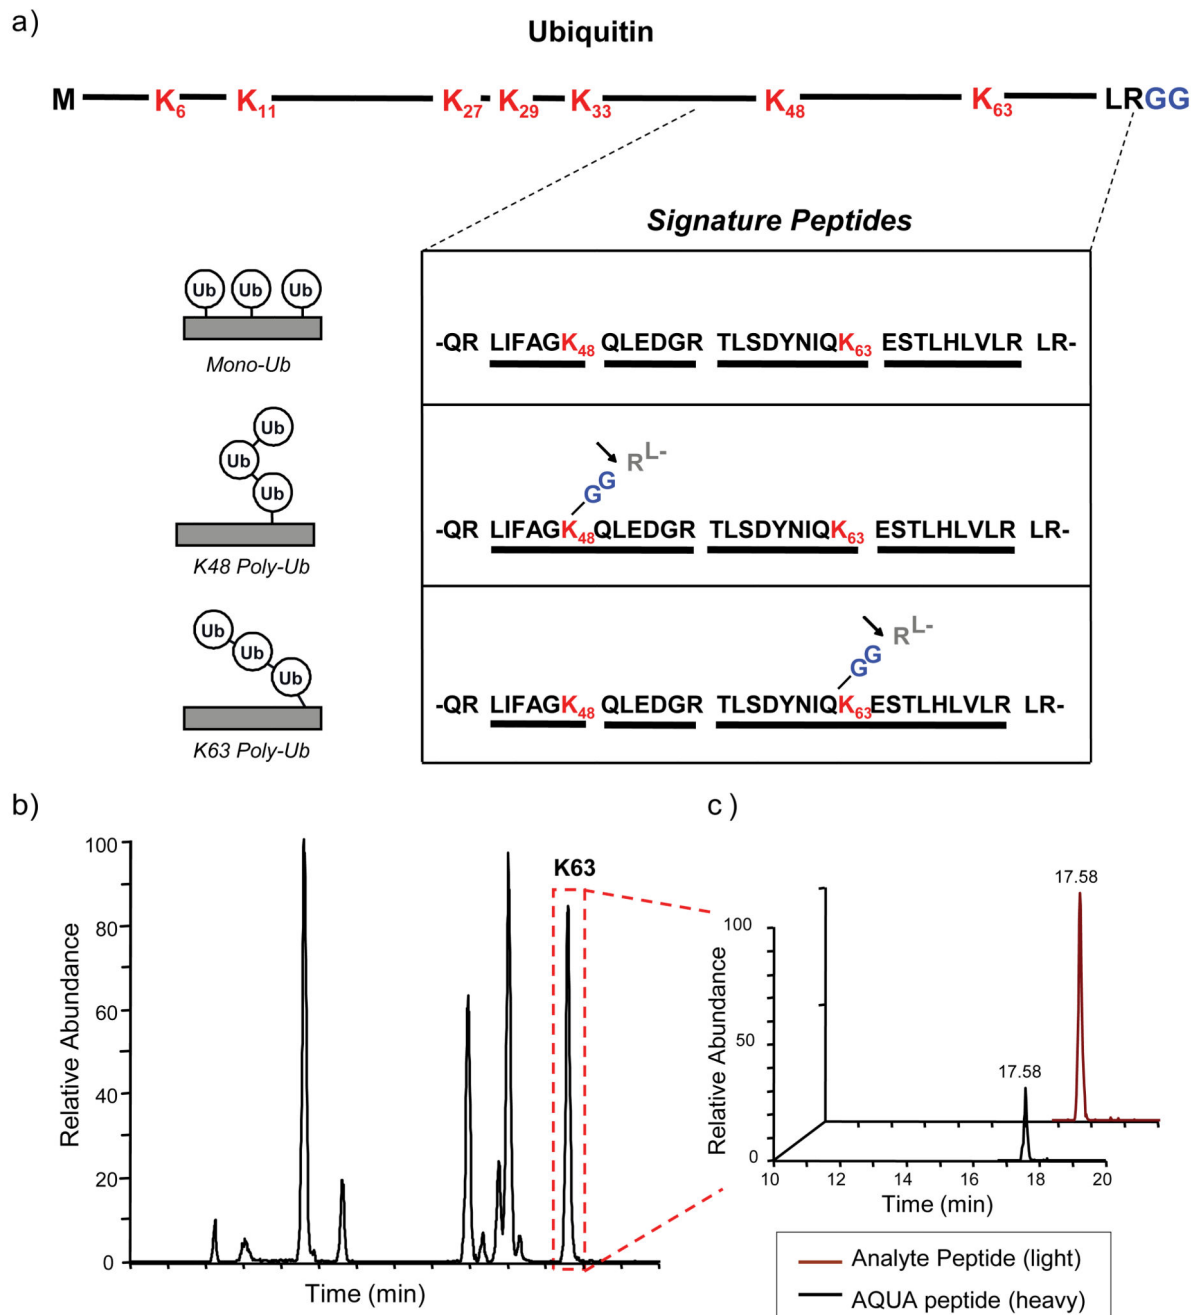 a)
Ubiquitin
M K6 K11 K27 K29 K33 K48 K63 LRGG
Signature Peptides
Ub Ub Ub
Mono-Ub
-QR LIFAGK48 QLEDGR TLSDYNIQK63 ESTLHLVLR LR-
Ub
Ub
Ub
K48 Poly-Ub
GG RL-
-QR LIFAGK48QLEDGR TLSDYNIQK63 ESTLHLVLR LR-
Ub
Ub
Ub
K63 Poly-Ub
GG RL-
-QR LIFAGK48 QLEDGR TLSDYNIQK63ESTLHLVLR LR-
b)
Relative Abundance
100
80
60
40
20
0
K63
Time (min)
c)
Relative Abundance
100
50
0
17.58
17.58
10 12 14 16 18 20
Time (min)
Analyte Peptide (light)
AQUA peptide (heavy)